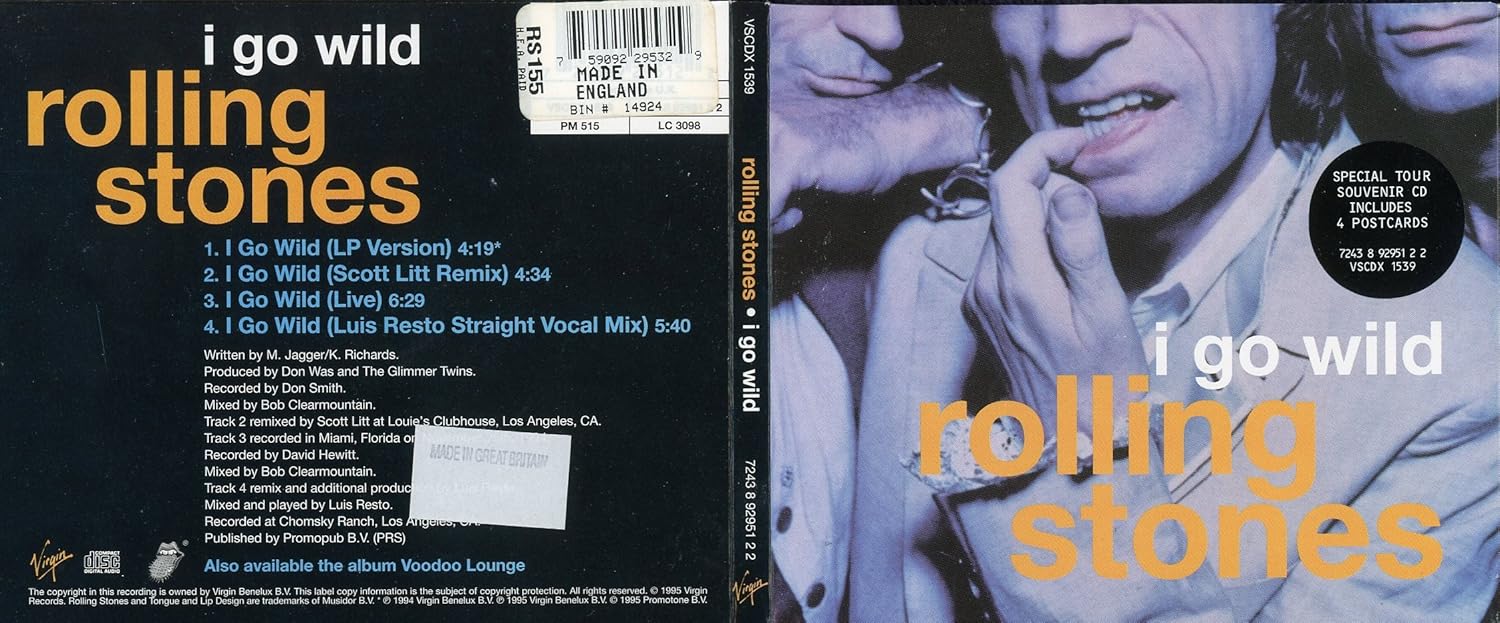 i go wild
rolling
stones
RS155
H.F.A. PAID
7 59092 29532 9
MADE IN
ENGLAND
BIN # 14924
PM 515 LC 3098
1. I Go Wild (LP Version) 4:19*
2. I Go Wild (Scott Litt Remix) 4:34
3. I Go Wild (Live) 6:29
4. I Go Wild (Luis Resto Straight Vocal Mix) 5:40
Written by M. Jagger/K. Richards.
Produced by Don Was and The Glimmer Twins.
Recorded by Don Smith.
Mixed by Bob Clearmountain.
Track 2 remixed by Scott Litt at Louie's Clubhouse, Los Angeles, CA.
Track 3 recorded in Miami, Florida
Recorded by David Hewitt.
MADE IN GREAT BRITAIN
Mixed by Bob Clearmountain.
Track 4 remix and additional by Luis Resto.
Mixed and played by Luis Resto.
Recorded at Chomsky Ranch, Los Angeles, CA.
Published by Promopub B.V. (PRS)
Virgin
COMPACT
disc
DIGITAL AUDIO
Also available the album Voodoo Lounge
The copyright in this recording is owned by Virgin Benelux B.V. This label copy information is the subject of copyright protection. All rights reserved. © 1995 Virgin
Records. Rolling Stones and Tongue and Lip Design are trademarks of Musidor B.V. * ℗ 1994 Virgin Benelux B.V. ℗ 1995 Virgin Benelux B.V. © 1995 Promotone B.V.
VSCDX 1539
rolling stones • i go wild
7243 8 92951 2 2
Virgin
SPECIAL TOUR
SOUVENIR CD
INCLUDES
4 POSTCARDS
7243 8 92951 2 2
VSCDX 1539
i go wild
rolling
stones